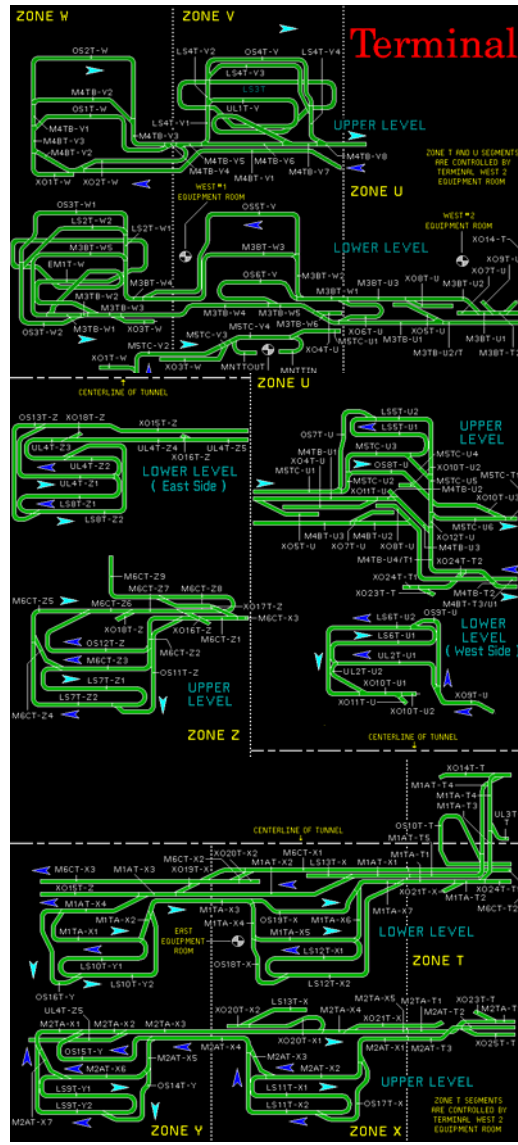 ZONE W
ZONE V
Terminal
OS2T-W
LS4T-Y2
OS4T-V
LS4T-Y4
LS4T-Y3
M4TB-V2
LS3T
OS1T-W
UL1T-V
M4TB-V1
LS4T-Y1
UPPER LEVEL
M4TB-V3
M4BT-V3
M4BT-V2
M4TB-V5
M4TB-V6
M4TB-V8
M4TB-V4
M4TB-V7
M4BT-V1
XO1T-W
XO2T-W
ZONE T AND U SEGMENTS
ARE CONTROLLED BY
TERMINAL WEST 2
EQUIPMENT ROOM
ZONE U
WEST #1
EQUIPMENT ROOM
WEST #2
EQUIPMENT ROOM
OS3T-W1
OS5T-V
LS2T-W2
LS2T-W1
M3BT-W5
M3BT-W3
LOWER LEVEL
XO14-T
XO9T-U
XO7T-U
EM1T-W
M3BT-W4
OS6T-V
M3BT-W2
M3BT-U3
XO8T-U
M3BT-U2
M3BT-W1
M3TB-W2
M3TB-W3
M3TB-W4
M3TB-W5
OS3T-W2
M3TB-W1
XO3T-W
M5TC-V3
M5TC-V4
M3TB-W6
M5TC-U1
XO6T-U
XO5T-U
M3BT-U1
XO4T-U
M3TB-U1
M3TB-U2/T
M3BT-T2
M5TC-V2
XO1T-W
XO3T-W
MNTTOUT
MNTTIN
ZONE U
CENTERLINE OF TUNNEL
OS13T-Z
XO18T-Z
XO15T-Z
UL4T-Z3
UL4T-Z4
XO16T-Z
UL4T-Z5
UL4T-Z2
LOWER LEVEL
( East Side )
UL4T-Z1
LS8T-Z1
LS8T-Z2
LS5T-U2
OS7T-U
LS5T-U1
UPPER
LEVEL
M4TB-U1
XO4T-U
M5TC-U1
M5TC-U3
OS8T-U
M5TC-U4
XO10T-U2
M5TC-U5
M4TB-U2
M5TC-T1
XO11T-U
XO10T-U3
M5TC-U2
M5TC-U6
XO12T-U
M4TB-U3
XO5T-U
M4BT-U3
XO7T-U
M4BT-U2
XO8T-U
M4TB-U4/T1
XO24T-T2
XO24T-T1
M4TB-T2
M4BT-T3/U1
XO23T-T
M6CT-Z9
M6CT-Z7
M6CT-Z8
M6CT-Z5
M6CT-Z6
XO17T-Z
M6CT-X3
XO18T-Z
XO16T-Z
M6CT-Z1
OS12T-Z
M6CT-Z2
M6CT-Z3
OS11T-Z
LS7T-Z1
UPPER
LEVEL
LS7T-Z2
M6CT-Z4
ZONE Z
LS6T-U2
OS9T-U
LS6T-U1
LOWER
LEVEL
( West Side )
UL2T-U1
UL2T-U2
XO10T-U1
XO11T-U
XO10T-U2
XO9T-U
CENTERLINE OF TUNNEL
XO14T-T
M1AT-T4
M1TA-T4
M1TA-T3
UL3T
T
OS10T-T
CENTERLINE OF TUNNEL
M1AT-T5
M6CT-X3
M6CT-X2
XO20T-X2
M6CT-X1
M1TA-T1
XO15T-Z
XO19T-X
M1AT-X2
LS13T-X
M1AT-X1
M1AT-X4
M1AT-X3
XO21T-X
XO24T-T1
M1TA-T2
M6CT-T2
M1TA-X2
M1TA-X3
M1TA-X4
M1TA-X6
M1TA-X7
OS19T-X
M1TA-X1
EAST
EQUIPMENT
ROOM
M1TA-X5
LOWER LEVEL
LS12T-X1
LS10T-Y1
OS18T-X
LS10T-Y2
LS12T-X2
ZONE T
OS16T-Y
UL4T-Z5
XO20T-X2
LS13T-X
M2TA-X5
M2TA-T1
XO23T-T
M2TA-T
M2TA-X1
M2TA-X2
M2TA-X3
M2TA-X4
XO21T-X
M2TA-T2
M2AT-X4
XO20T-X1
M2AT-X2
M2AT-X1
M2AT-T3
XO25T-T
OS15T-Y
M2AT-X5
M2AT-X3
M2AT-X6
OS14T-Y
UPPER LEVEL
LS9T-Y1
LS11T-X1
LS9T-Y2
LS11T-X2
OS17T-X
M2AT-X7
ZONE Y
ZONE X
ZONE T SEGMENTS
ARE CONTROLLED BY
TERMINAL WEST 2
EQUIPMENT ROOM